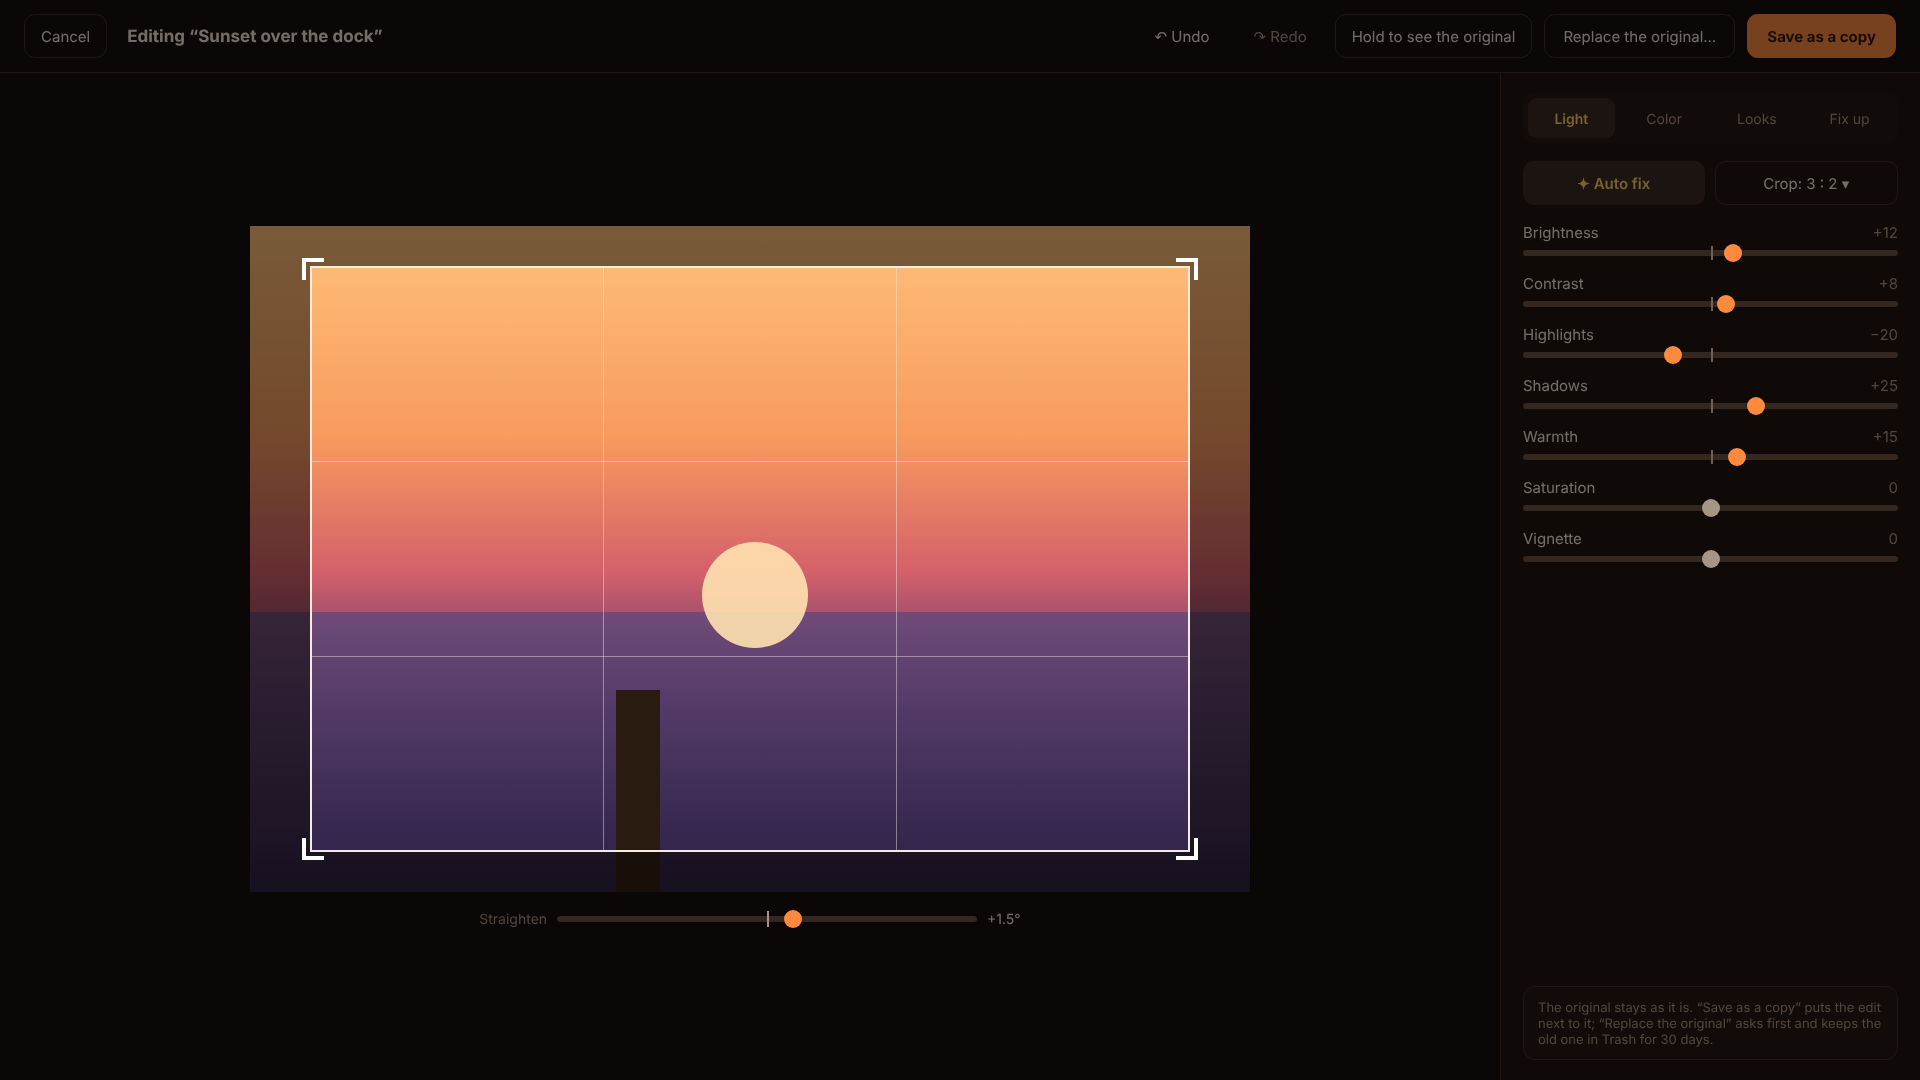 Cancel
Editing “Sunset over the dock”
↶ Undo
↷ Redo
Hold to see the original
Replace the original…
Save as a copy
Light
Color
Looks
Fix up
✦ Auto fix
Crop: 3 : 2 ▾
Brightness +12
Contrast +8
Highlights −20
Shadows +25
Warmth +15
Saturation 0
Vignette 0
Straighten +1.5°
The original stays as it is. “Save as a copy” puts the edit
next to it; “Replace the original” asks first and keeps the
old one in Trash for 30 days.